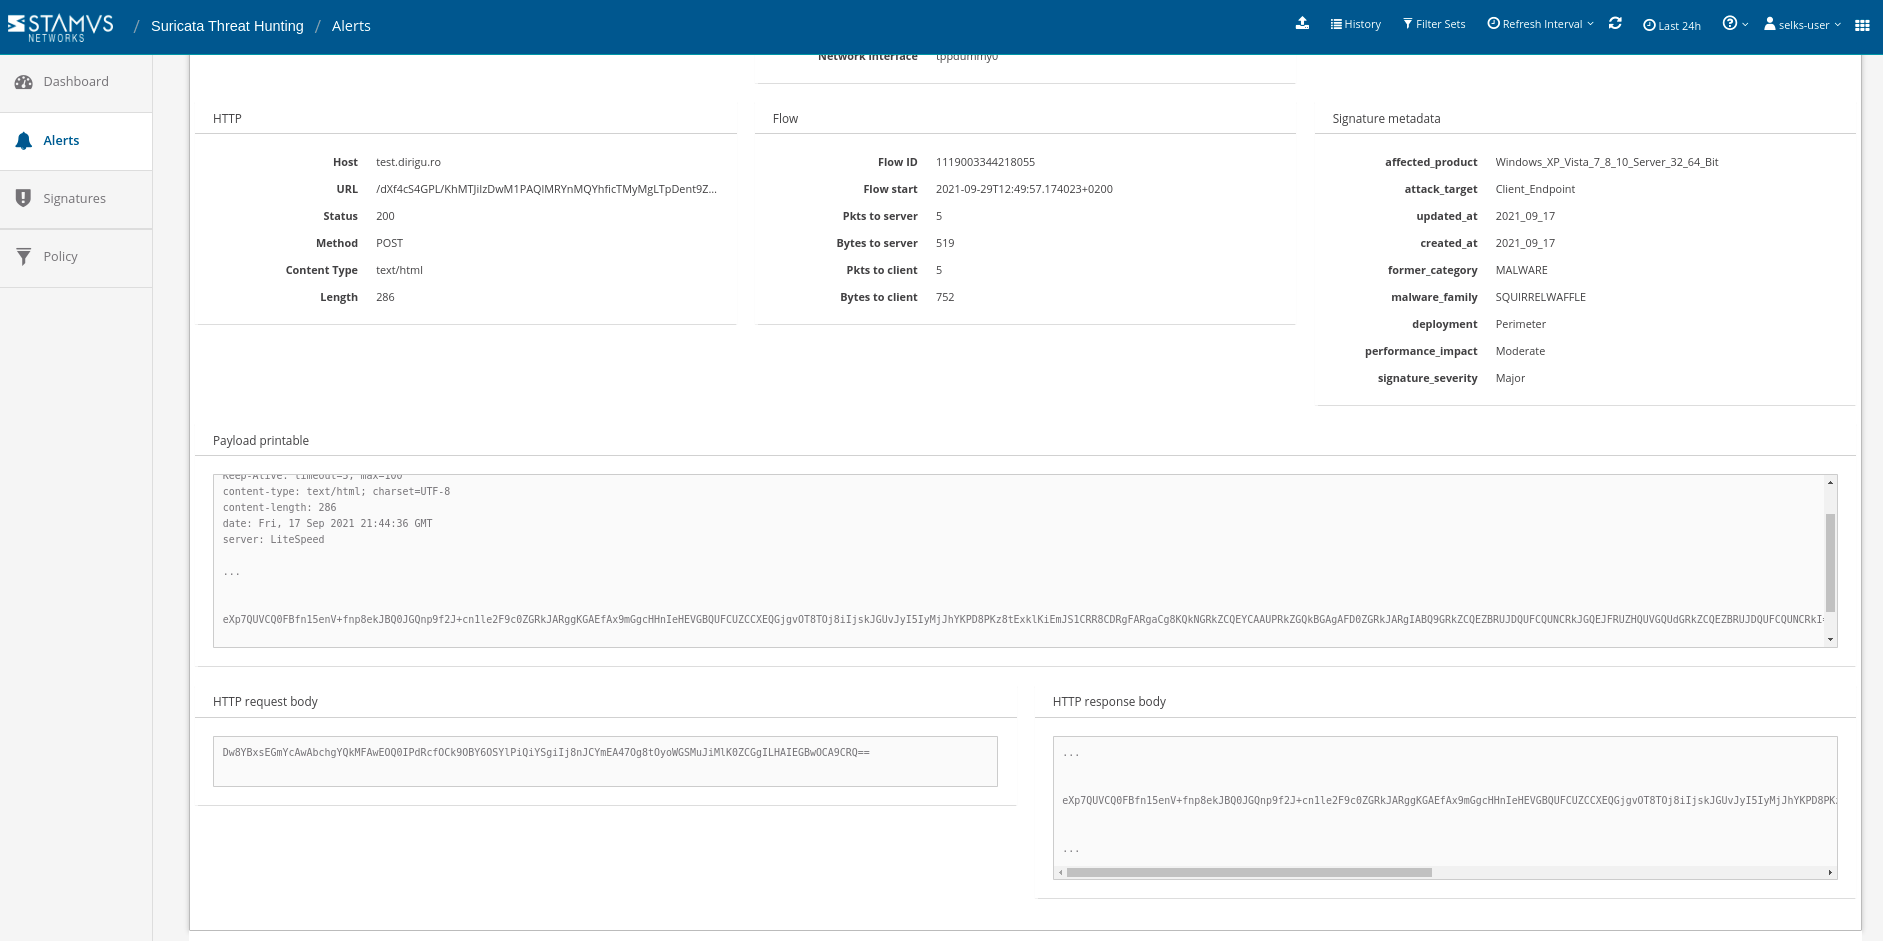 STAMVS NETWORKS / Suricata Threat Hunting / Alerts
History Filter Sets Refresh Interval Last 24h selks-user
Dashboard
Alerts
Signatures
Policy
Network Interface tppdummy0
HTTP
Host test.dirigu.ro
URL /dXf4cS4GPL/KhMTJiIzDwM1PAQIMRYnMQYhficTMyMgLTpDent9Z...
Status 200
Method POST
Content Type text/html
Length 286
Flow
Flow ID 1119003344218055
Flow start 2021-09-29T12:49:57.174023+0200
Pkts to server 5
Bytes to server 519
Pkts to client 5
Bytes to client 752
Signature metadata
affected_product Windows_XP_Vista_7_8_10_Server_32_64_Bit
attack_target Client_Endpoint
updated_at 2021_09_17
created_at 2021_09_17
former_category MALWARE
malware_family SQUIRRELWAFFLE
deployment Perimeter
performance_impact Moderate
signature_severity Major
Payload printable
Keep-Alive: timeout=5, max=100
content-type: text/html; charset=UTF-8
content-length: 286
date: Fri, 17 Sep 2021 21:44:36 GMT
server: LiteSpeed
...
eXp7QUVCQ0FBfn15enV+fnp8ekJBQ0JGQnp9f2J+cn1le2F9c0ZGRkJARggKGAEfAx9mGgcHHnIeHEVGBQUFCUZCCXEQGjgvOT8TOj8iIjskJGUvJyI5IyMjJhYKPD8PKz8tExklKiEmJS1CRR8CDRgFARgaCg8KQkNGRkZCQEYCAAUPRkZGQkBGAgAFD0ZGRkJARgIABQ9GRkZCQEZBRUJDQUFCQUNCRkJGQEJFRUZHQUVGQUdGRkZCQEZBRUJDQUFCQUNCRkI=
HTTP request body
Dw8YBxsEGmYcAwAbchgYQkMFAwEOQ0IPdRcfOCk9OBY6OSYlPiQiYSgiIj8nJCYmEA47Og8tOyoWGSMuJiMlK0ZCGgILHAIEGBwOCA9CRQ==
HTTP response body
...
eXp7QUVCQ0FBfn15enV+fnp8ekJBQ0JGQnp9f2J+cn1le2F9c0ZGRkJARggKGAEfAx9mGgcHHnIeHEVGBQUFCUZCCXEQGjgvOT8TOj8iIjskJGUvJyI5IyMjJhYKPD8PK
...